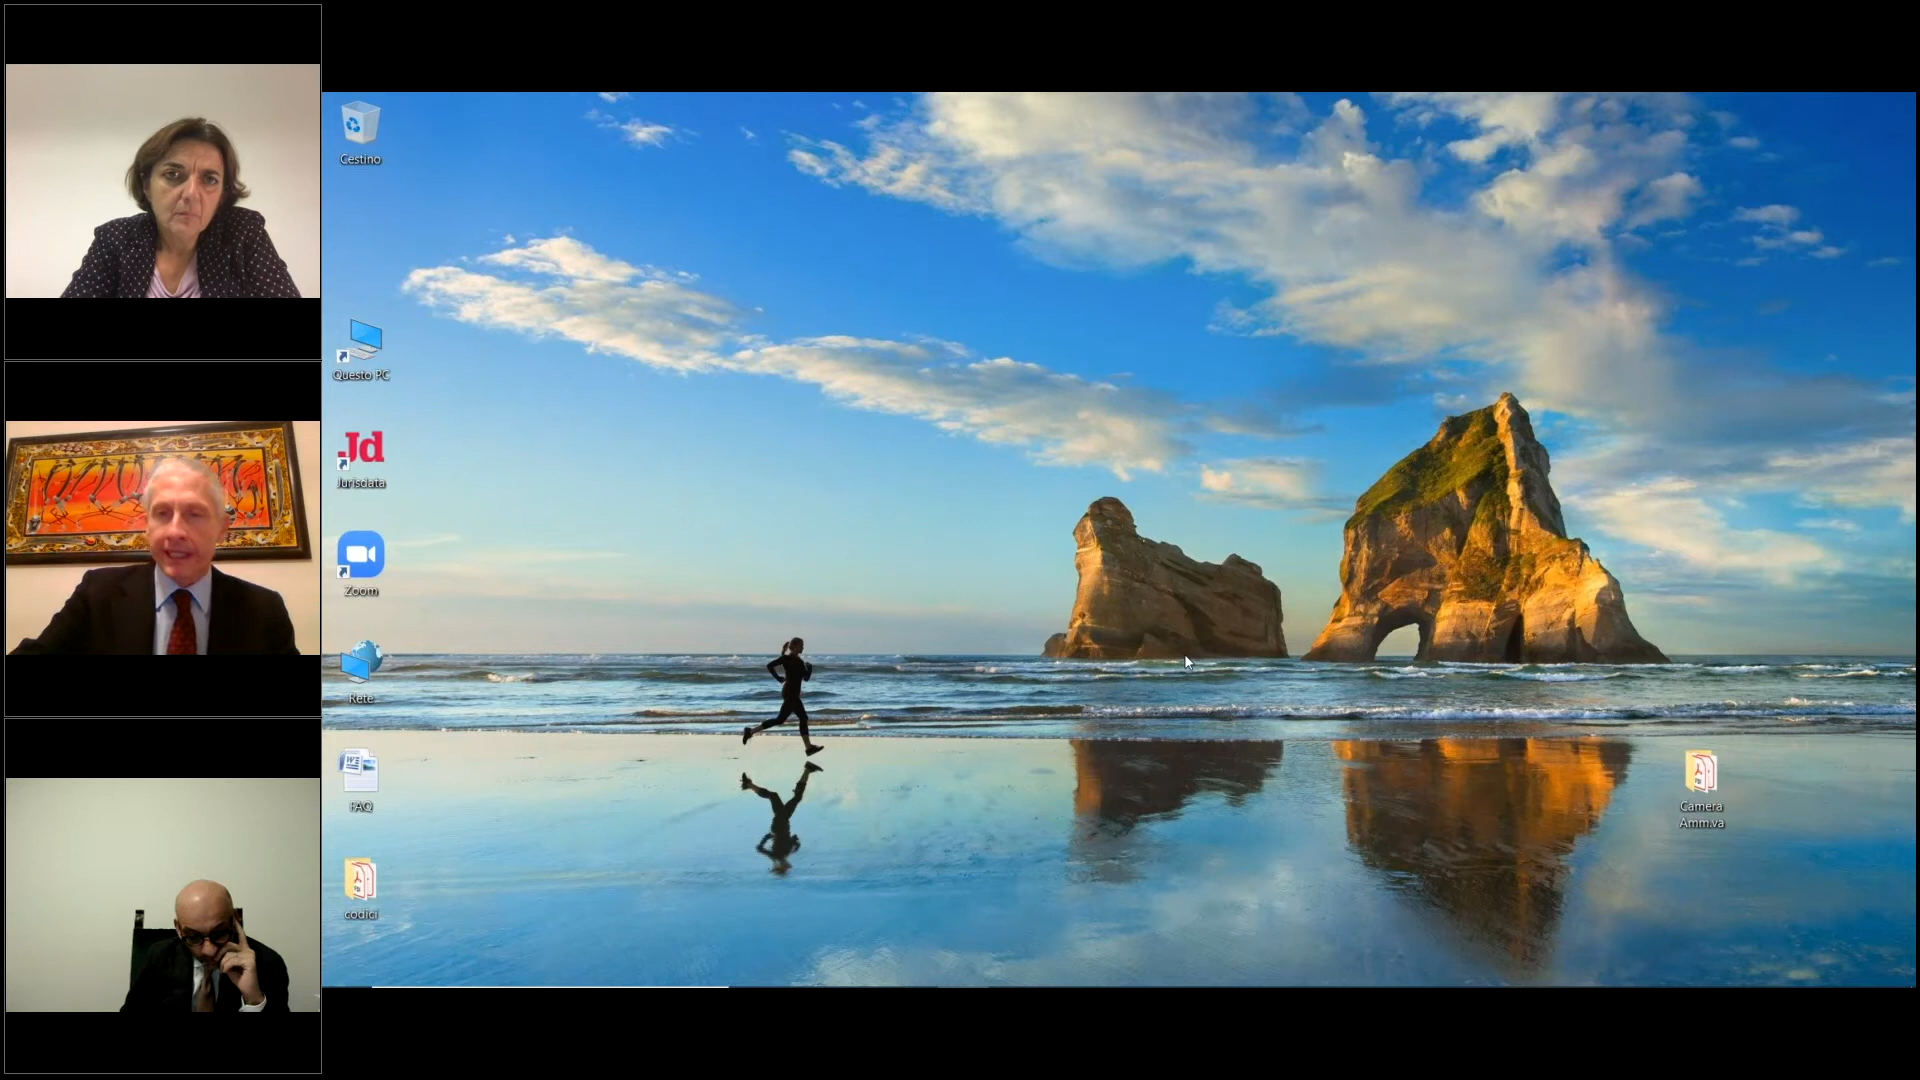 Cestino
Questo PC
Jd
Jurisdata
Zoom
Rete
W
FAQ
codici
Camera
Amm.va